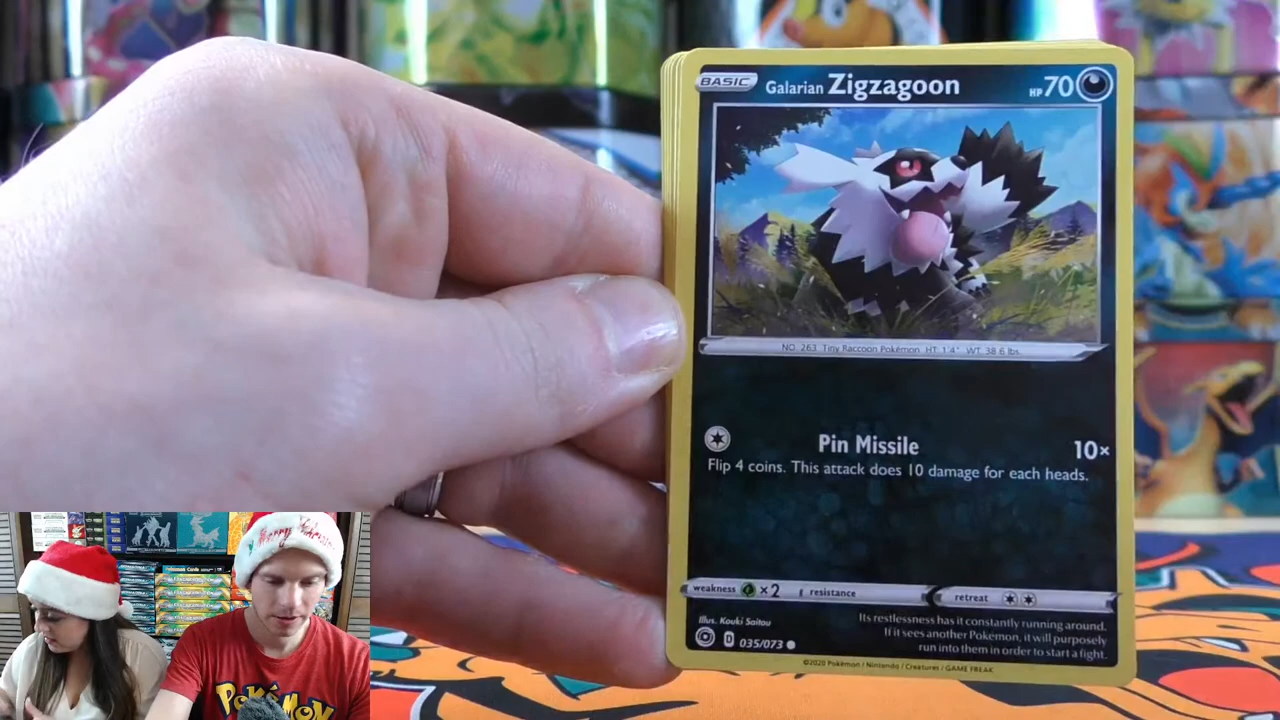 BASIC Galarian Zigzagoon HP 70
NO. 263 Tiny Raccoon Pokémon HT. 1'4" WT. 38.6 lbs.
Pin Missile 10×
Flip 4 coins. This attack does 10 damage for each heads.
weakness ×2 resistance retreat
Illus. Kouki Saitou
D 035/073
Its restlessness has it constantly running around.
If it sees another Pokémon, it will purposely
run into them in order to start a fight.
©2020 Pokémon / Nintendo / Creatures / GAME FREAK
Merry Christmas
POKÉMON